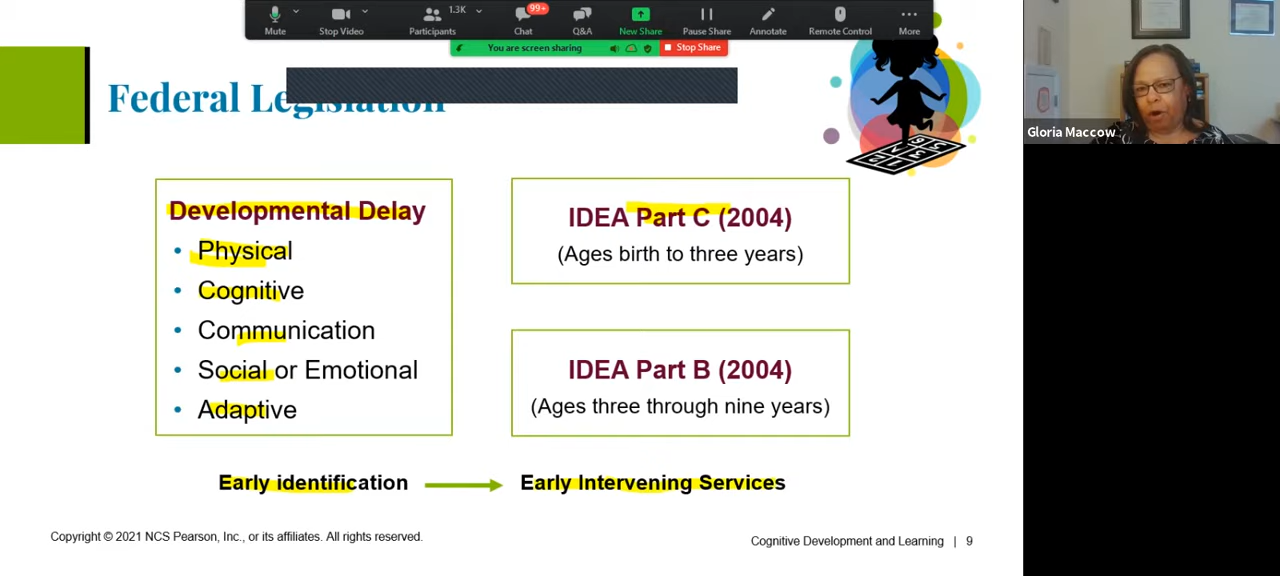 1.3K
99+
Mute
Stop Video
Participants
Chat
Q&A
New Share
Pause Share
Annotate
Remote Control
More
You are screen sharing
Stop Share
Federal Legislation
Gloria Maccow
Developmental Delay
• Physical
• Cognitive
• Communication
• Social or Emotional
• Adaptive
IDEA Part C (2004)
(Ages birth to three years)
IDEA Part B (2004)
(Ages three through nine years)
Early identification
Early Intervening Services
Copyright © 2021 NCS Pearson, Inc., or its affiliates. All rights reserved.
Cognitive Development and Learning | 9